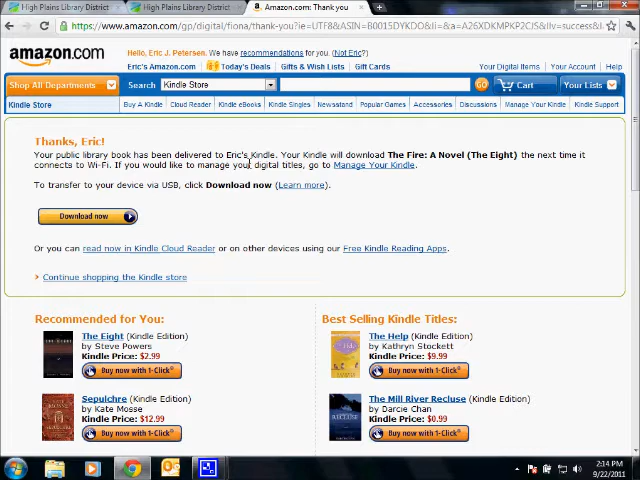 High Plains Library District
High Plains Library District
Amazon.com: Thank you
www.amazon.com/gp/digital/fiona/thank-you?ie=UTF8&ASIN=B0015DYKDO&li=&a=A26XDKMPKP2CJS&llv=success&l
amazon.com
Hello, Eric J. Petersen. We have recommendations for you. (Not Eric?)
Eric's Amazon.com Today's Deals Gifts & Wish Lists Gift Cards Your Digital Items Your Account Help
Shop All Departments Search Kindle Store GO Cart Your Lists
Kindle Store Buy A Kindle Cloud Reader Kindle eBooks Kindle Singles Newsstand Popular Games Accessories Discussions Manage Your Kindle Kindle Support
Thanks, Eric!
Your public library book has been delivered to Eric's Kindle. Your Kindle will download The Fire: A Novel (The Eight) the next time it
connects to Wi-Fi. If you would like to manage your digital titles, go to Manage Your Kindle.
To transfer to your device via USB, click Download now (Learn more).
Download now
Or you can read now in Kindle Cloud Reader or on other devices using our Free Kindle Reading Apps.
Continue shopping the Kindle store
Recommended for You:
The Eight (Kindle Edition)
by Steve Powers
Kindle Price: $2.99
Buy now with 1-Click®
Sepulchre (Kindle Edition)
by Kate Mosse
Kindle Price: $12.99
Buy now with 1-Click®
Best Selling Kindle Titles:
The Help (Kindle Edition)
by Kathryn Stockett
Kindle Price: $9.99
Buy now with 1-Click®
The Mill River Recluse (Kindle Edition)
by Darcie Chan
Kindle Price: $0.99
Buy now with 1-Click®
2:14 PM
9/22/2011